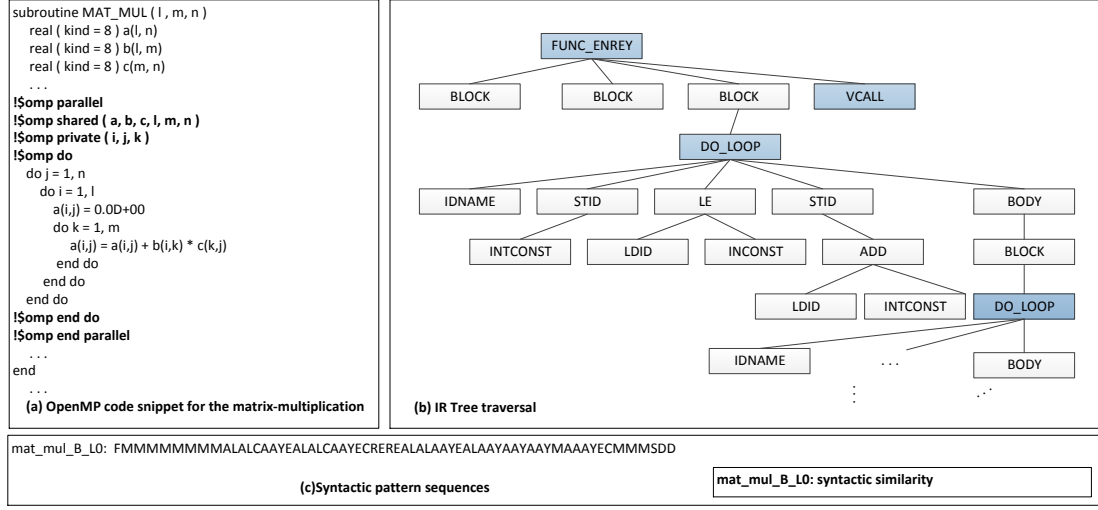 subroutine MAT_MUL ( l , m, n )
real ( kind = 8 ) a(l, n)
real ( kind = 8 ) b(l, m)
real ( kind = 8 ) c(m, n)
. . .
!$omp parallel
!$omp shared ( a, b, c, l, m, n )
!$omp private ( i, j, k )
!$omp do
do j = 1, n
do i = 1, l
a(i,j) = 0.0D+00
do k = 1, m
a(i,j) = a(i,j) + b(i,k) * c(k,j)
end do
end do
end do
!$omp end do
!$omp end parallel
. . .
end
. . .
(a) OpenMP code snippet for the matrix-multiplication
FUNC_ENREY
BLOCK BLOCK BLOCK VCALL
DO_LOOP
IDNAME STID LE STID BODY
INTCONST LDID INCONST ADD BLOCK
LDID INTCONST DO_LOOP
IDNAME . . . BODY
(b) IR Tree traversal
mat_mul_B_L0: FMMMMMMMMALALCAAYEALALCAAYECREREALALAAYEALAAYAAYAAYMAAAYECMMMSDD
(c)Syntactic pattern sequences
mat_mul_B_L0: syntactic similarity